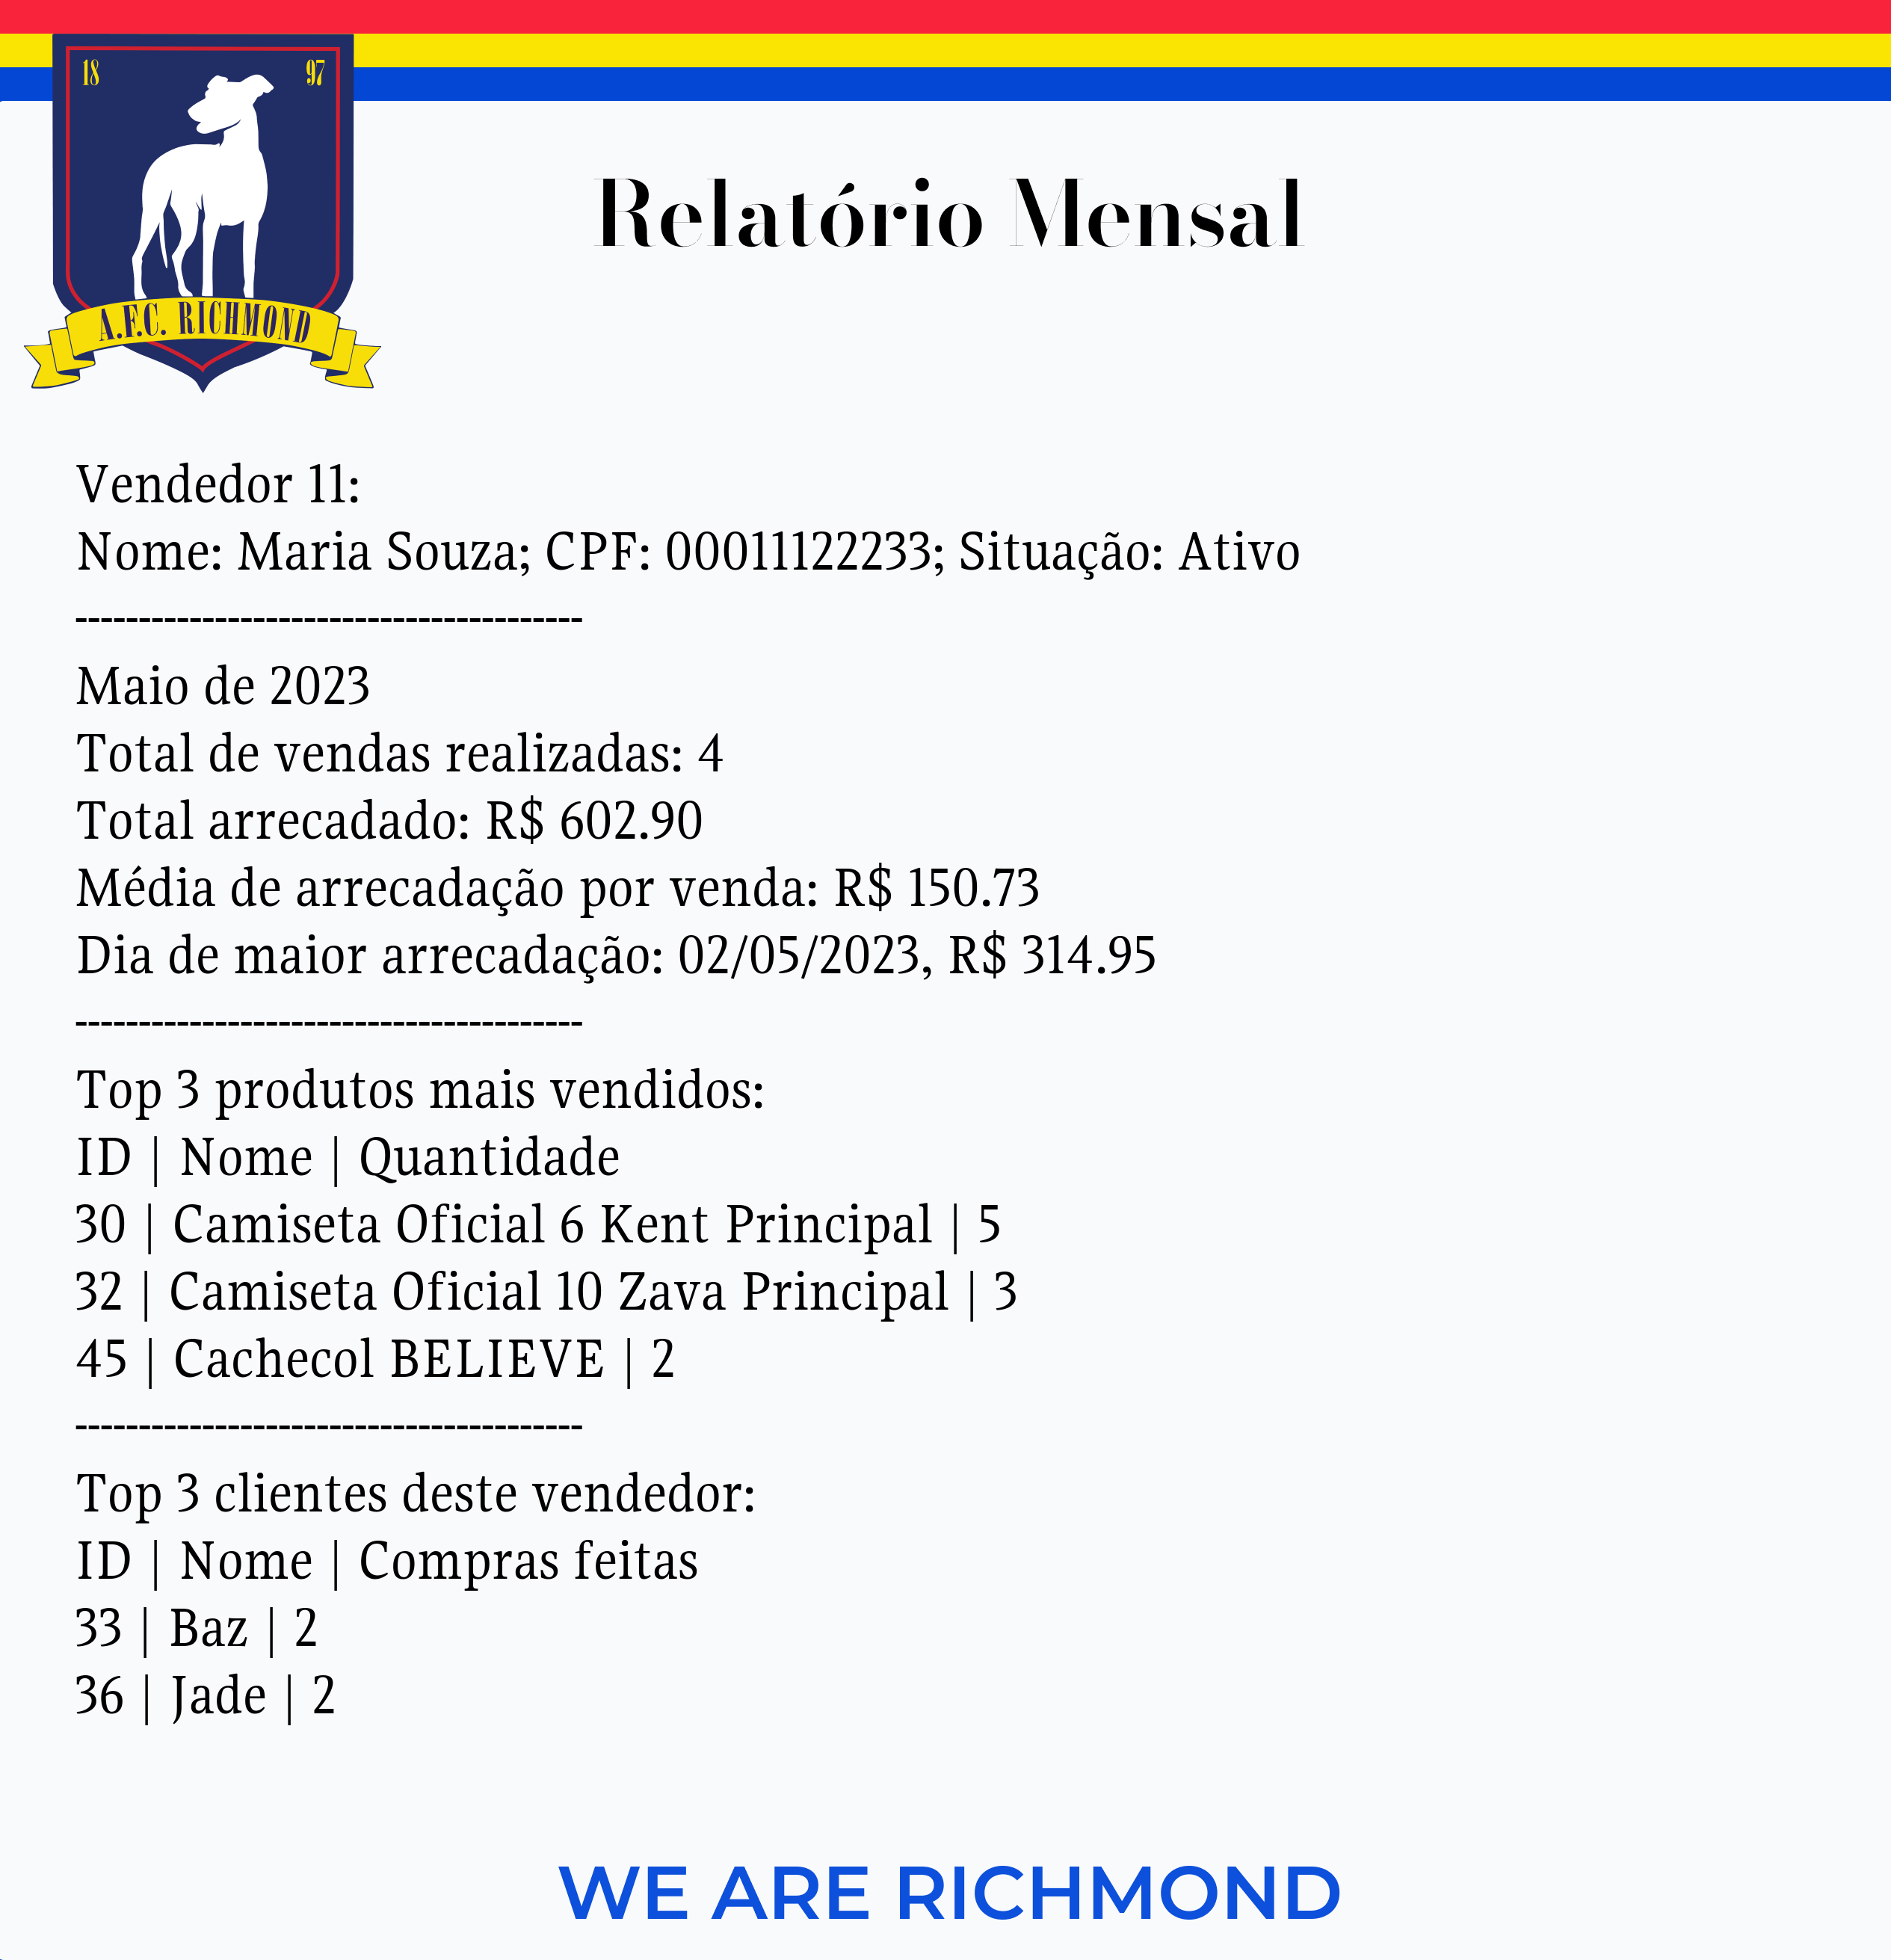 18 97
A.F.C. RICHMOND
Relatório Mensal
Vendedor 11:
Nome: Maria Souza; CPF: 00011122233; Situação: Ativo
----------------------------------------
Maio de 2023
Total de vendas realizadas: 4
Total arrecadado: R$ 602.90
Média de arrecadação por venda: R$ 150.73
Dia de maior arrecadação: 02/05/2023, R$ 314.95
----------------------------------------
Top 3 produtos mais vendidos:
ID | Nome | Quantidade
30 | Camiseta Oficial 6 Kent Principal | 5
32 | Camiseta Oficial 10 Zava Principal | 3
45 | Cachecol BELIEVE | 2
----------------------------------------
Top 3 clientes deste vendedor:
ID | Nome | Compras feitas
33 | Baz | 2
36 | Jade | 2
WE ARE RICHMOND